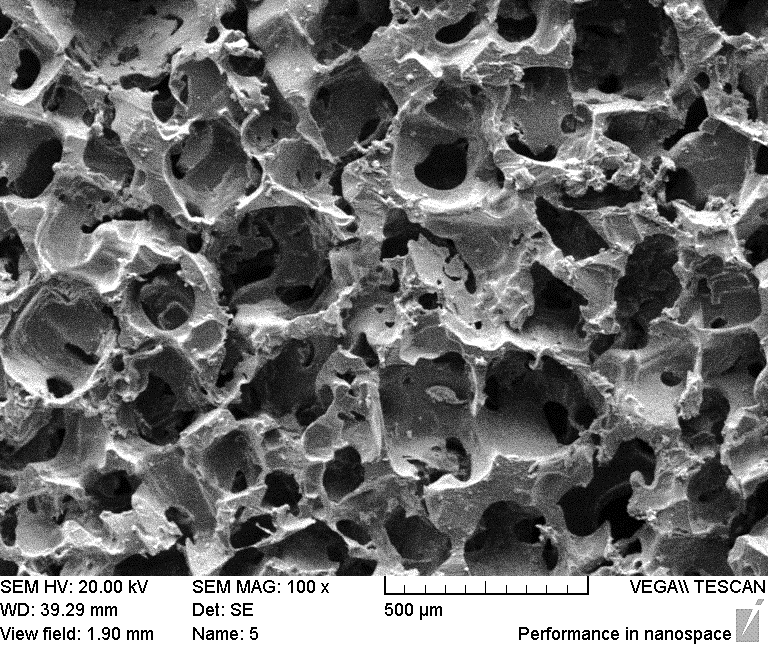 SEM HV: 20.00 kV SEM MAG: 100 x VEGA\\ TESCAN
WD: 39.29 mm Det: SE 500 µm
View field: 1.90 mm Name: 5 Performance in nanospace